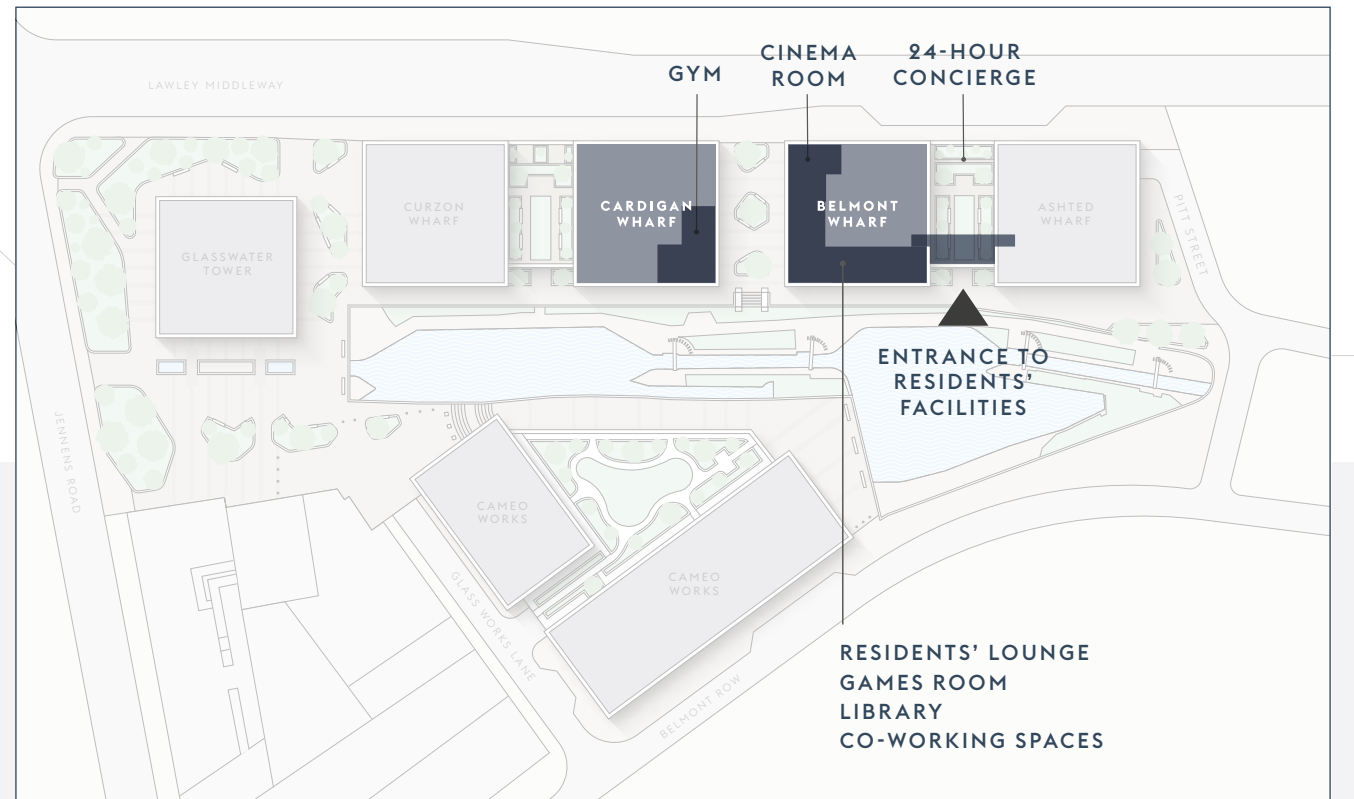 CINEMA
ROOM
24-HOUR
CONCIERGE
GYM
LAWLEY MIDDLEWAY
CURZON
WHARF
CARDIGAN
WHARF
BELMONT
WHARF
ASHTED
WHARF
PITT STREET
GLASSWATER
TOWER
ENTRANCE TO
RESIDENTS’
FACILITIES
JENNENS ROAD
CAMEO
WORKS
CAMEO
WORKS
GLASS WORKS LANE
BELMONT ROW
RESIDENTS’ LOUNGE
GAMES ROOM
LIBRARY
CO-WORKING SPACES